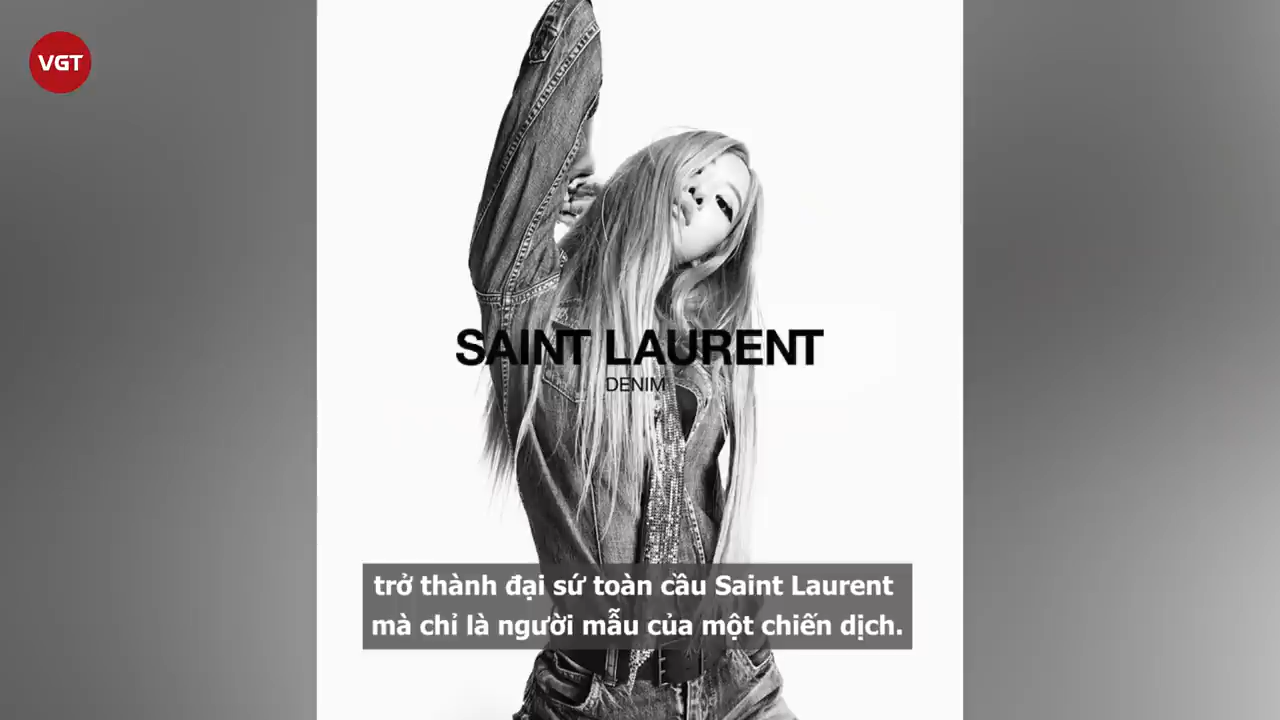 VGT
SAINT LAURENT
DENIM
trở thành đại sứ toàn cầu Saint Laurent
mà chỉ là người mẫu của một chiến dịch.